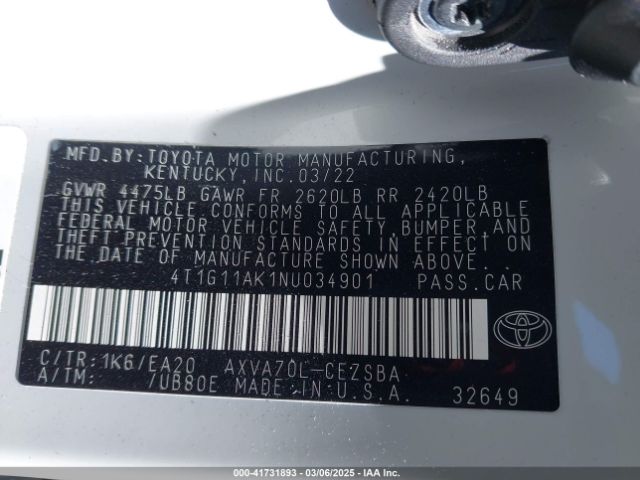 MFD.BY:TOYOTA MOTOR MANUFACTURING,
KENTUCKY,INC.03/22
GVWR 4475LB GAWR FR 2620LB RR 2420LB
THIS VEHICLE CONFORMS TO ALL APPLICABLE
FEDERAL MOTOR VEHICLE SAFETY,BUMPER,AND
THEFT PREVENTION STANDARDS IN EFFECT ON
THE DATE OF MANUFACTURE SHOWN ABOVE.
4T1G11AK1NU034901 PASS.CAR
C/TR:1K6/EA20 AXVA70L-CEZSBA
A/TM: /UB80E MADE IN U.S.A. 32649
000-41731893 — 03/06/2025 — IAA Inc.